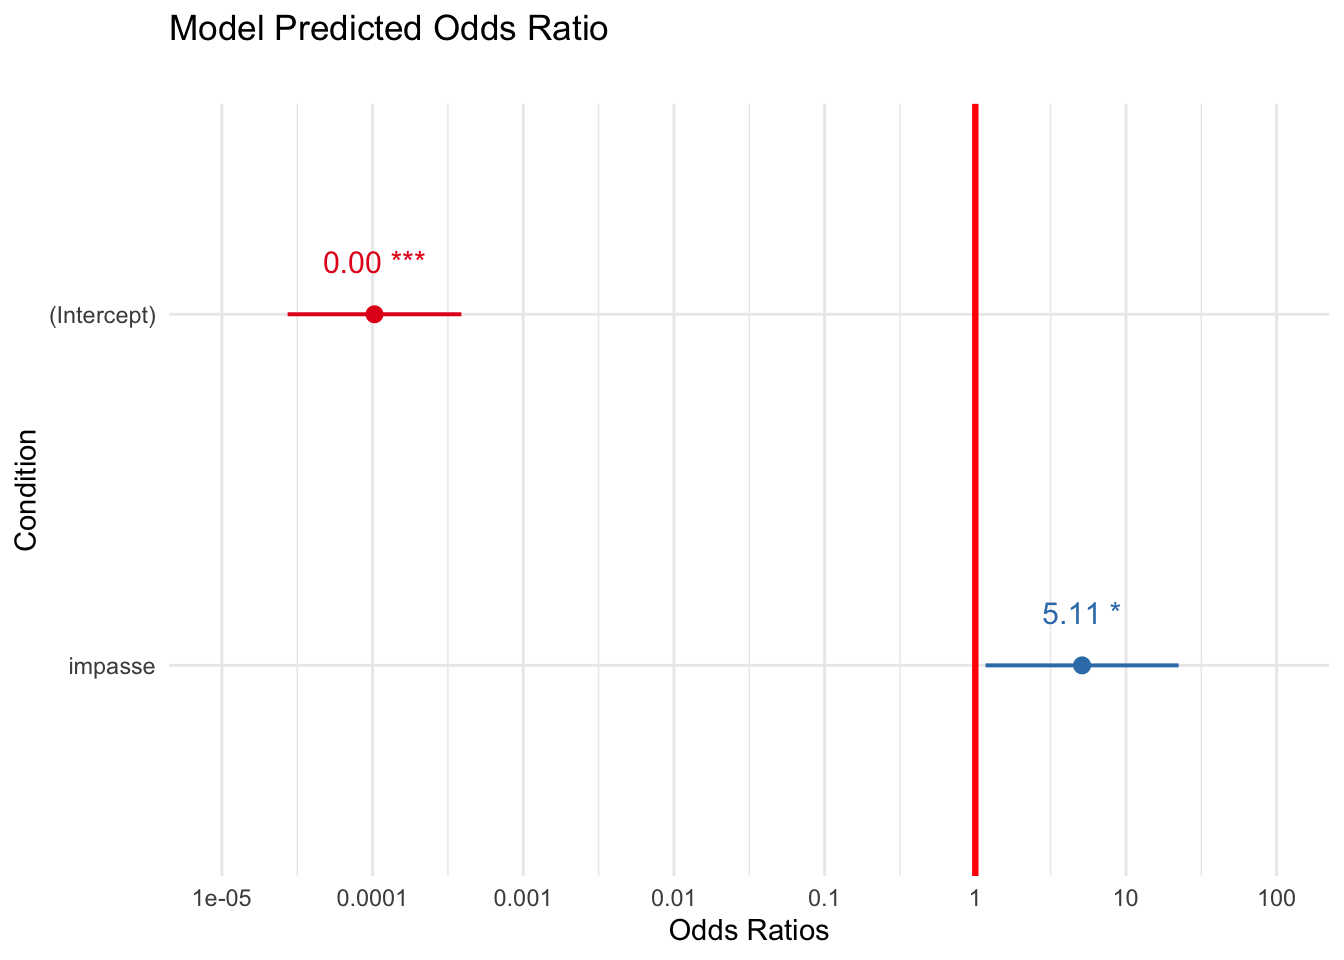 Model Predicted Odds Ratio
0.00 ***
(Intercept)
Condition
5.11 *
impasse
1e-05 0.0001 0.001 0.01 0.1 1 10 100
Odds Ratios